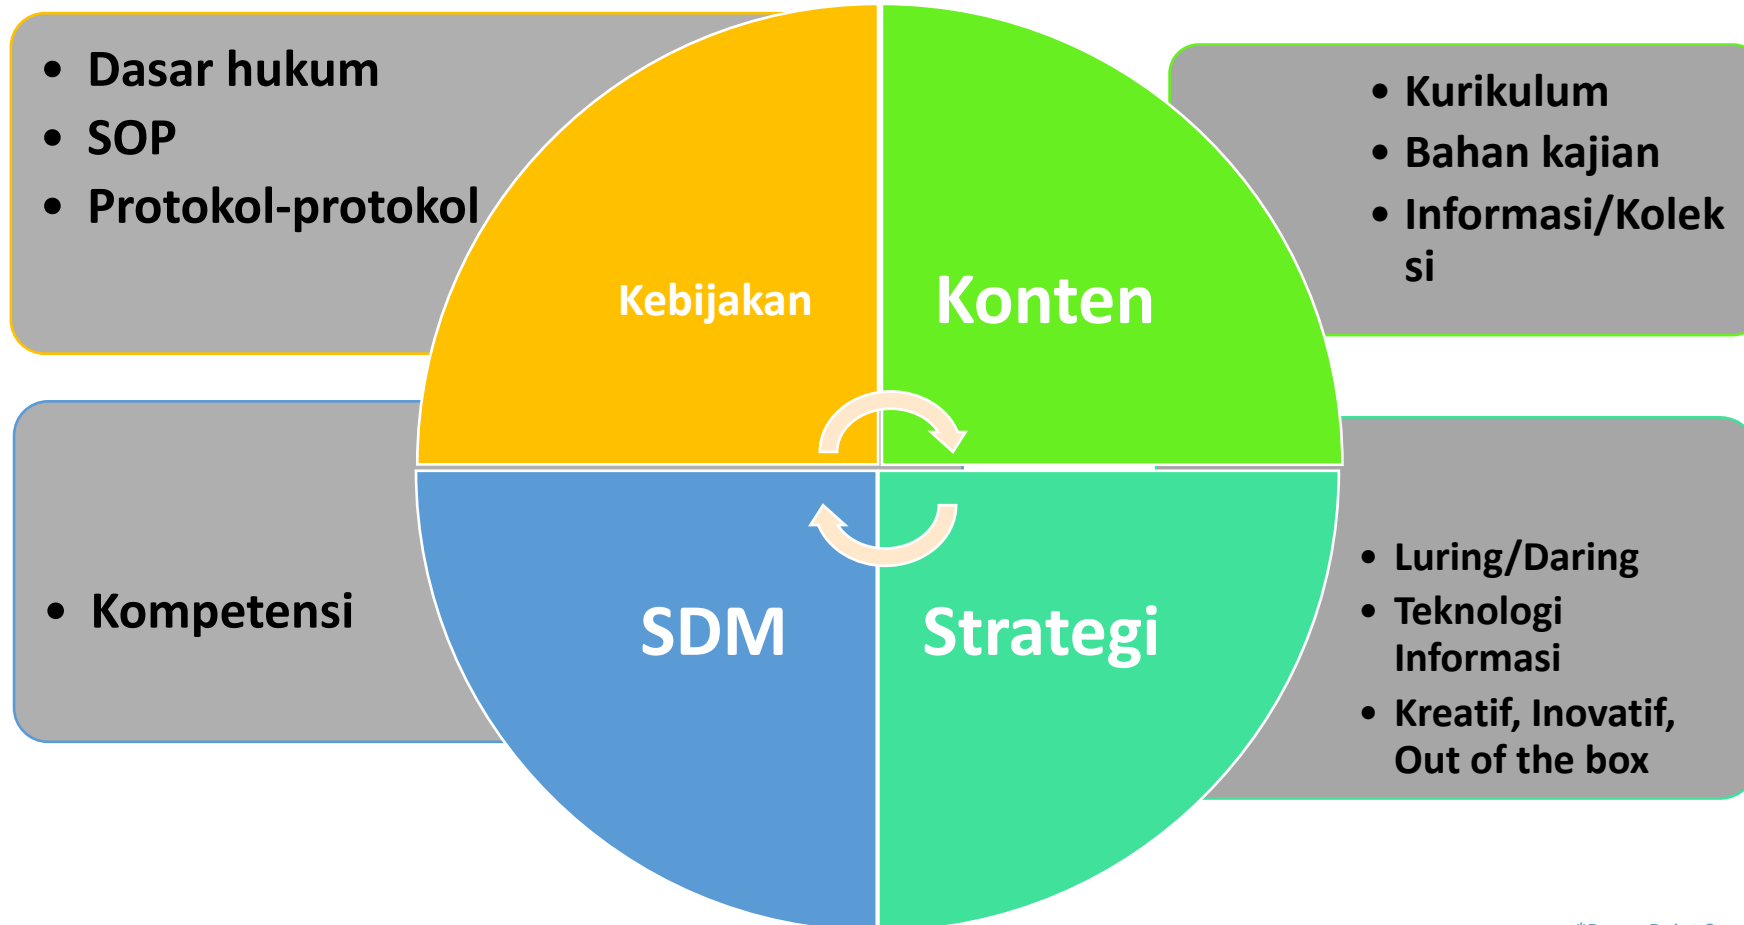 • Dasar hukum
• SOP
• Protokol-protokol
Kebijakan
Konten
• Kurikulum
• Bahan kajian
• Informasi/Kolek
si
• Kompetensi
SDM
Strategi
• Luring/Daring
• Teknologi
Informasi
• Kreatif, Inovatif,
Out of the box